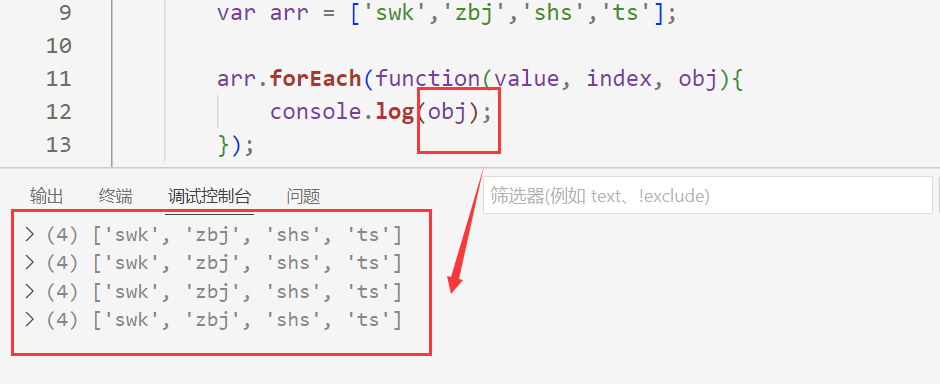 9 var arr = ['swk','zbj','shs','ts'];
10
11 arr.forEach(function(value, index, obj){
12 console.log(obj);
13 });
输出 终端 调试控制台 问题 筛选器(例如 text、!exclude)
> (4) ['swk', 'zbj', 'shs', 'ts']
> (4) ['swk', 'zbj', 'shs', 'ts']
> (4) ['swk', 'zbj', 'shs', 'ts']
> (4) ['swk', 'zbj', 'shs', 'ts']